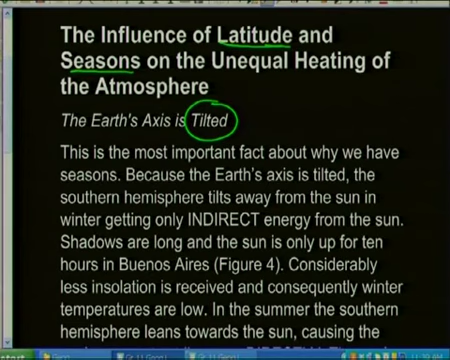 The Influence of Latitude and
Seasons on the Unequal Heating of
the Atmosphere
The Earth's Axis is Tilted
This is the most important fact about why we have
seasons. Because the Earth's axis is tilted, the
southern hemisphere tilts away from the sun in
winter getting only INDIRECT energy from the sun.
Shadows are long and the sun is only up for ten
hours in Buenos Aires (Figure 4). Considerably
less insolation is received and consequently winter
temperatures are low. In the summer the southern
hemisphere leans towards the sun, causing the
start